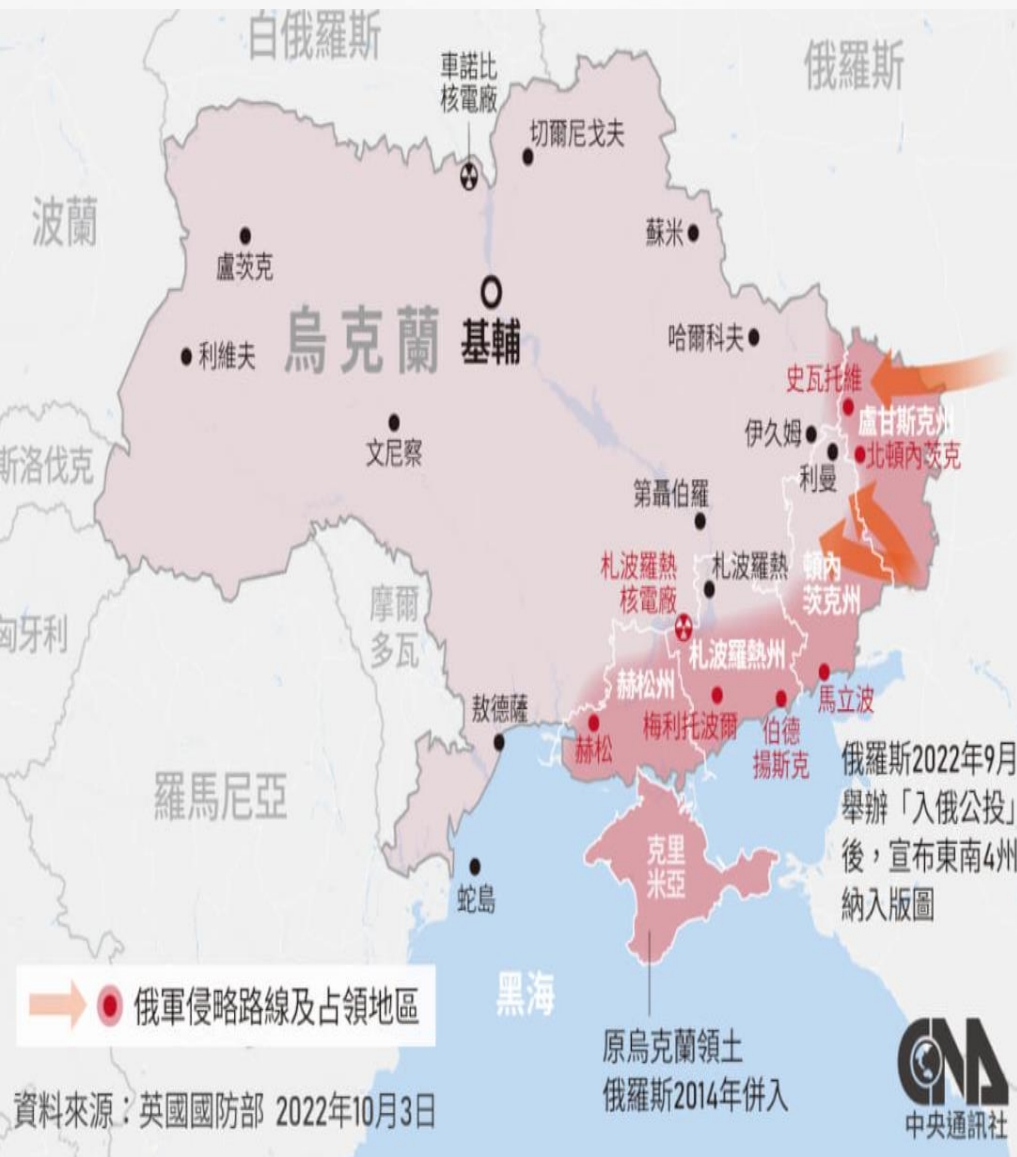 白俄羅斯
俄羅斯
車諾比
核電廠
切爾尼戈夫
波蘭
蘇米
盧茨克
烏克蘭
基輔
哈爾科夫
利維夫
史瓦托維
盧甘斯克州
文尼察
伊久姆
北頓內茨克
斯洛伐克
利曼
第聶伯羅
札波羅熱
核電廠
札波羅熱
頓內
茨克州
摩爾
多瓦
匈牙利
札波羅熱州
赫松州
馬立波
敖德薩
赫松
梅利托波爾
伯德
揚斯克
羅馬尼亞
俄羅斯2022年9月
舉辦「入俄公投」
後，宣布東南4州
納入版圖
克里
米亞
蛇島
黑海
俄軍侵略路線及占領地區
原烏克蘭領土
俄羅斯2014年併入
資料來源：英國國防部 2022年10月3日
CNA
中央通訊社